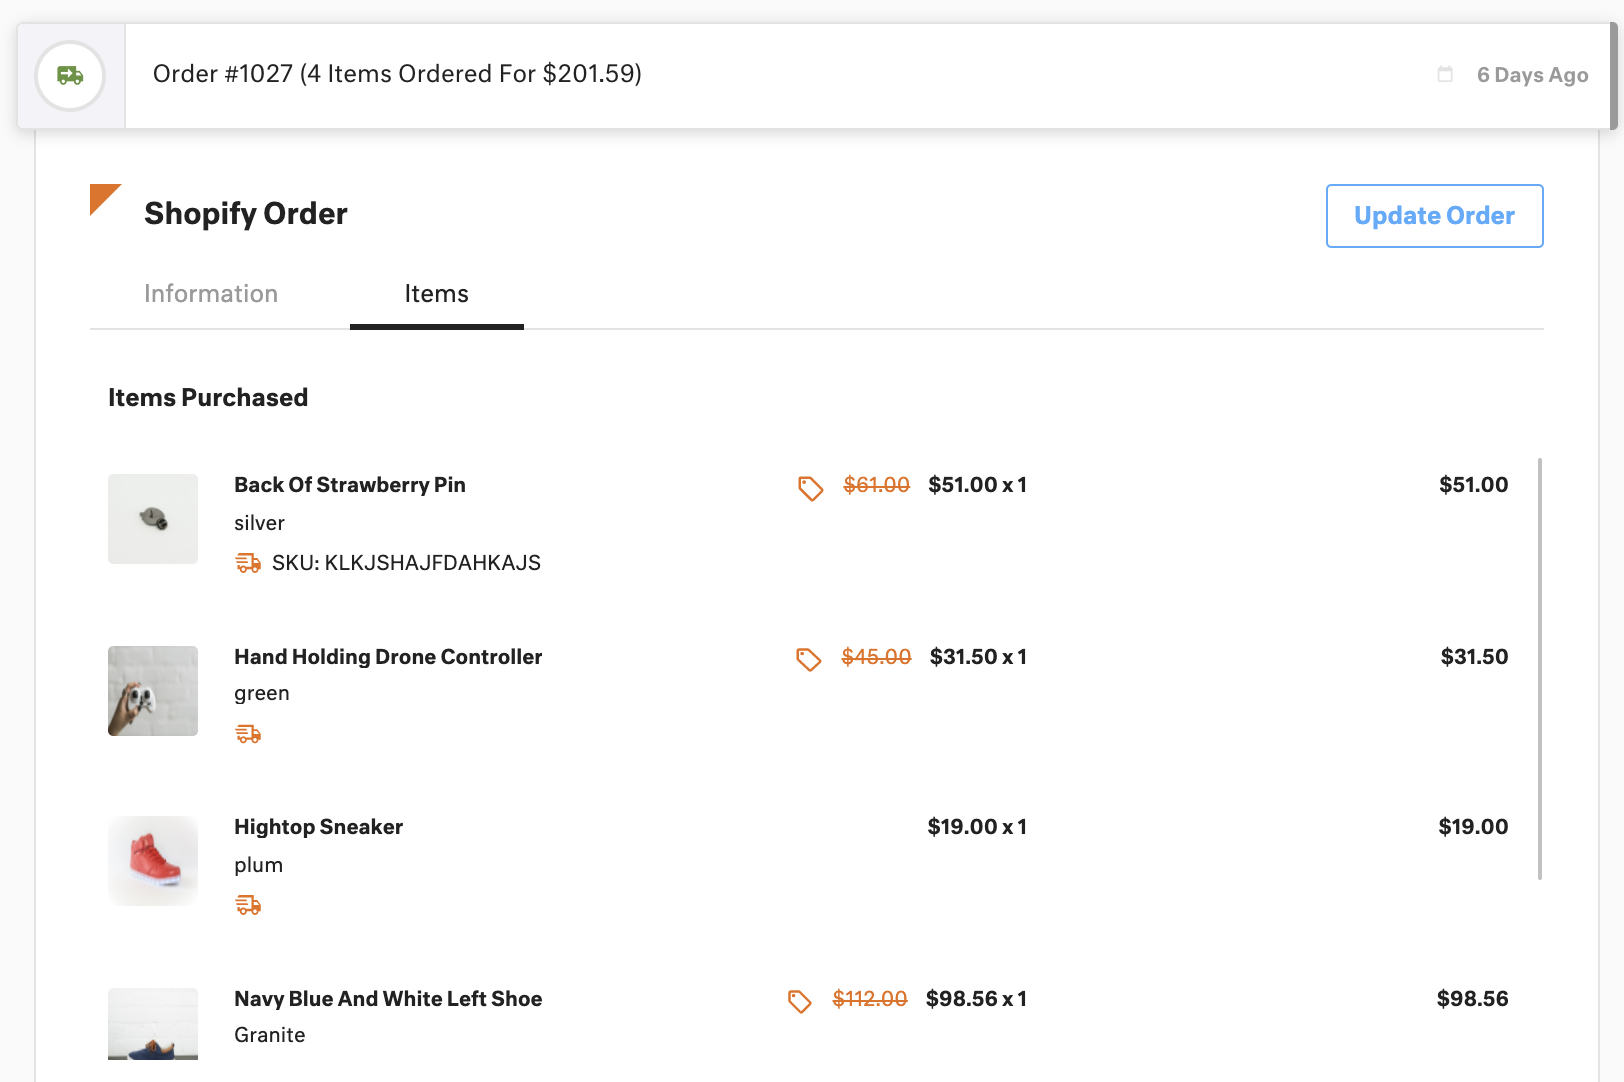 Order #1027 (4 Items Ordered For $201.59)
6 Days Ago
Shopify Order
Update Order
Information
Items
Items Purchased
Back Of Strawberry Pin
$61.00 $51.00 x 1
$51.00
silver
SKU: KLKJSHAJFDAHKAJS
Hand Holding Drone Controller
$45.00 $31.50 x 1
$31.50
green
Hightop Sneaker
$19.00 x 1
$19.00
plum
Navy Blue And White Left Shoe
$112.00 $98.56 x 1
$98.56
Granite